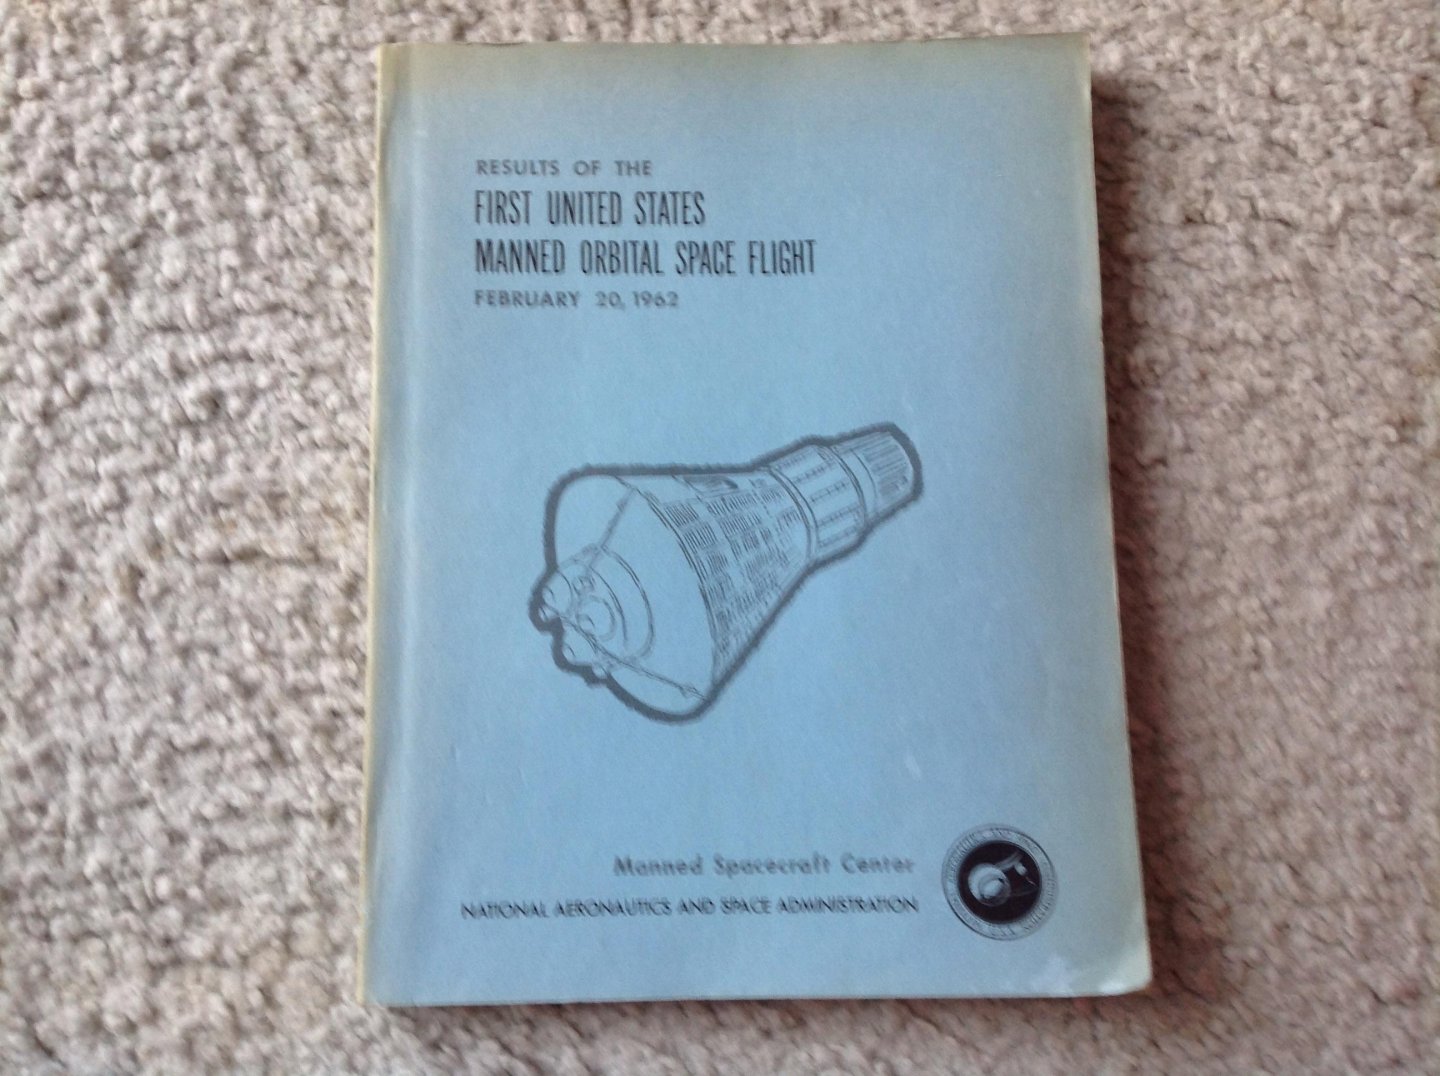 RESULTS OF THE
FIRST UNITED STATES
MANNED ORBITAL SPACE FLIGHT
FEBRUARY 20, 1962
Manned Spacecraft Center
NATIONAL AERONAUTICS AND SPACE ADMINISTRATION